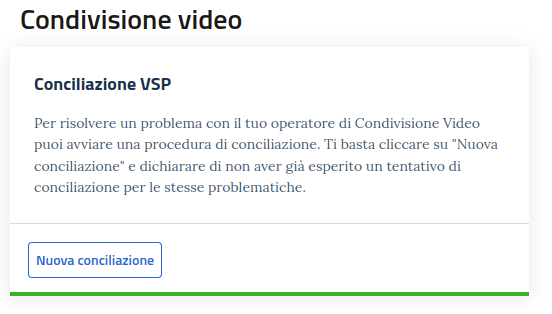 Condivisione video
Conciliazione VSP
Per risolvere un problema con il tuo operatore di Condivisione Video
puoi avviare una procedura di conciliazione. Ti basta cliccare su "Nuova
conciliazione" e dichiarare di non aver già esperito un tentativo di
conciliazione per le stesse problematiche.
Nuova conciliazione